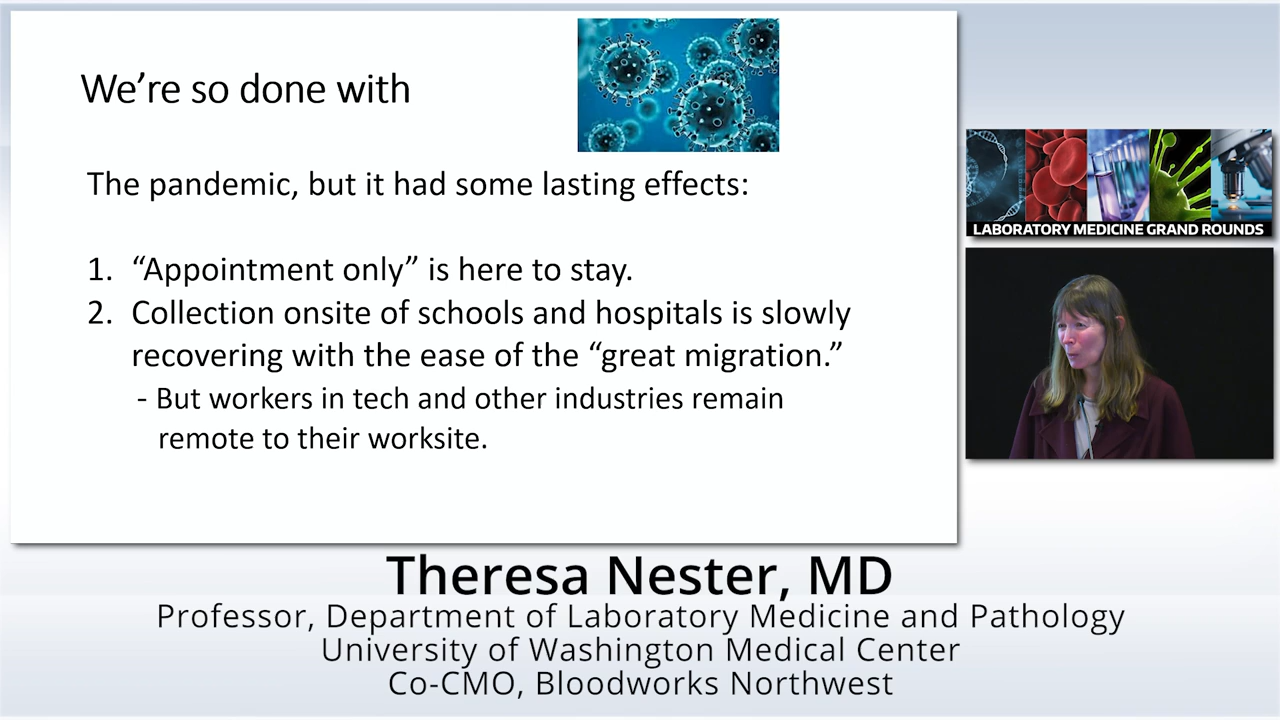 We're so done with
The pandemic, but it had some lasting effects:
1. “Appointment only” is here to stay.
2. Collection onsite of schools and hospitals is slowly
recovering with the ease of the “great migration.”
- But workers in tech and other industries remain
remote to their worksite.
LABORATORY MEDICINE GRAND ROUNDS
Theresa Nester, MD
Professor, Department of Laboratory Medicine and Pathology
University of Washington Medical Center
Co-CMO, Bloodworks Northwest